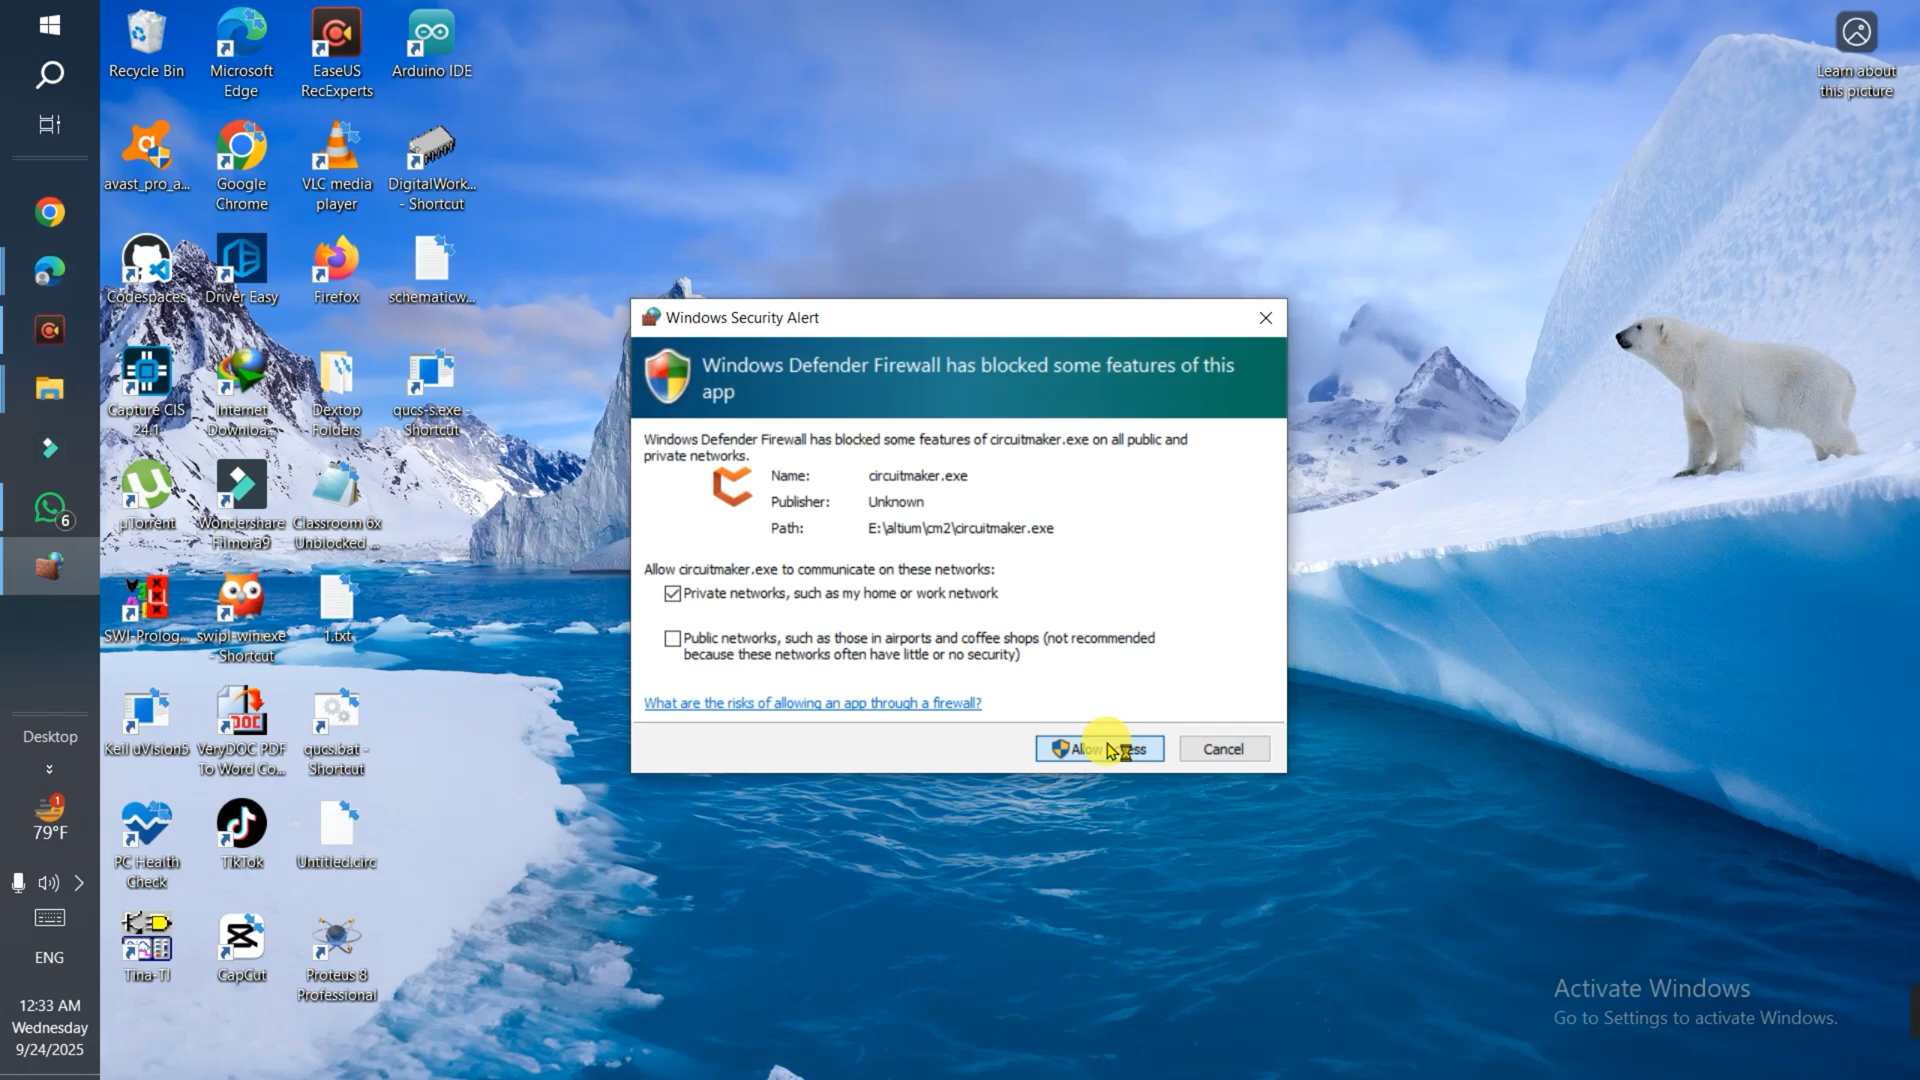 Recycle Bin
Microsoft
Edge
EaseUS
RecExperts
Arduino IDE
Learn about
this picture
avast_pro_a...
Google
Chrome
VLC media
player
DigitalWork...
- Shortcut
Codespaces
Driver Easy
Firefox
schematicw...
Capture CIS
24.1
Internet
Downloa...
Dextop
Folders
qucs-s.exe -
Shortcut
µTorrent
Wondershare
Filmora9
Classroom 6x
Unblocked ...
SWI-Prolog...
swipl-win.exe
- Shortcut
1.txt
Keil uVision5
VeryDOC PDF
To Word Co...
qucs.bat -
Shortcut
PC Health
Check
TikTok
Untitled.circ
Tina-TI
CapCut
Proteus 8
Professional
6
Desktop
1
79°F
ENG
12:33 AM
Wednesday
9/24/2025
Windows Security Alert
Windows Defender Firewall has blocked some features of this
app
Windows Defender Firewall has blocked some features of circuitmaker.exe on all public and
private networks.
Name: circuitmaker.exe
Publisher: Unknown
Path: E:\altium\cm2\circuitmaker.exe
Allow circuitmaker.exe to communicate on these networks:
Private networks, such as my home or work network
Public networks, such as those in airports and coffee shops (not recommended
because these networks often have little or no security)
What are the risks of allowing an app through a firewall?
Allow
Cancel
Activate Windows
Go to Settings to activate Windows.